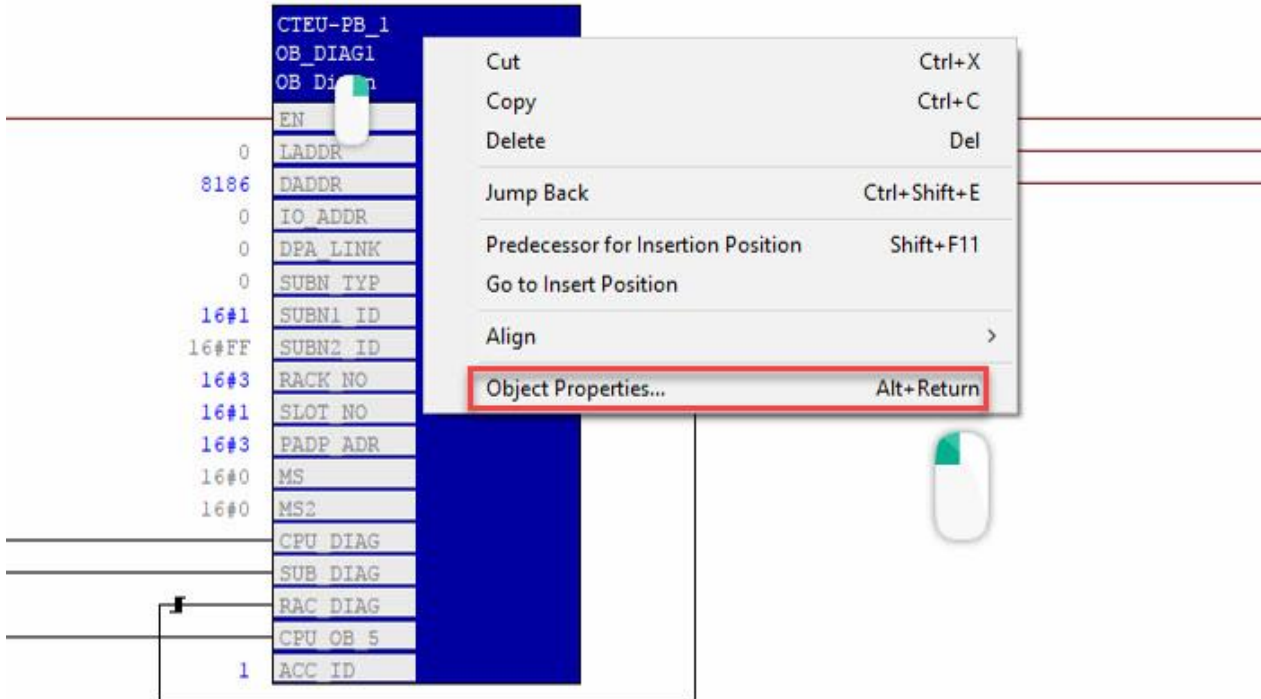 CTEU-PB_1
OB_DIAG1
OB
EN
0 LADDR
8186 DADDR
0 IO_ADDR
0 DPA_LINK
0 SUBN_TYP
16#1 SUBN1_ID
16#FF SUBN2_ID
16#3 RACK_NO
16#1 SLOT_NO
16#3 PADP_ADR
16#0 MS
16#0 MS2
CPU_DIAG
SUB_DIAG
RAC_DIAG
CPU_OB_5
1 ACC_ID
Cut Ctrl+X
Copy Ctrl+C
Delete Del
Jump Back Ctrl+Shift+E
Predecessor for Insertion Position Shift+F11
Go to Insert Position
Align >
Object Properties... Alt+Return